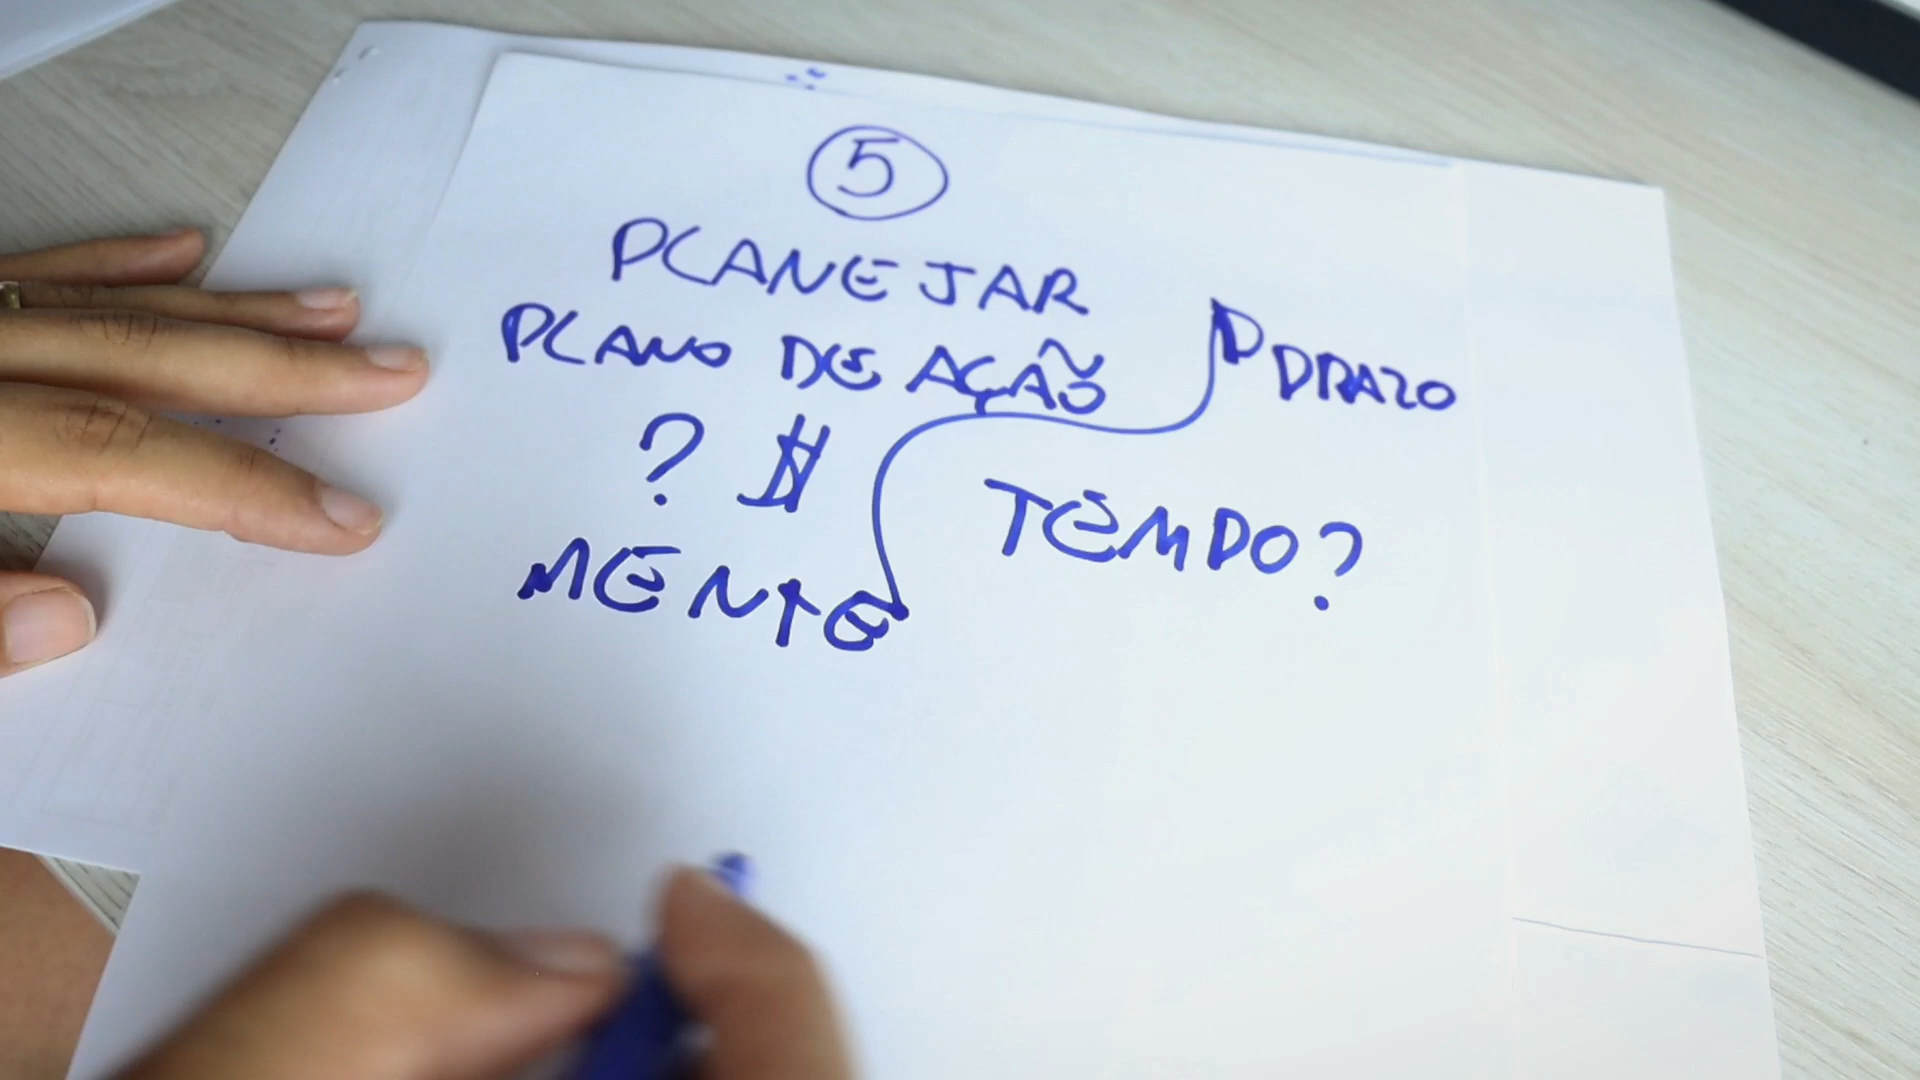 5
PLANEJAR
PLANO DE AÇÃO
P PRAZO
? $
TEMPO?
MENTE